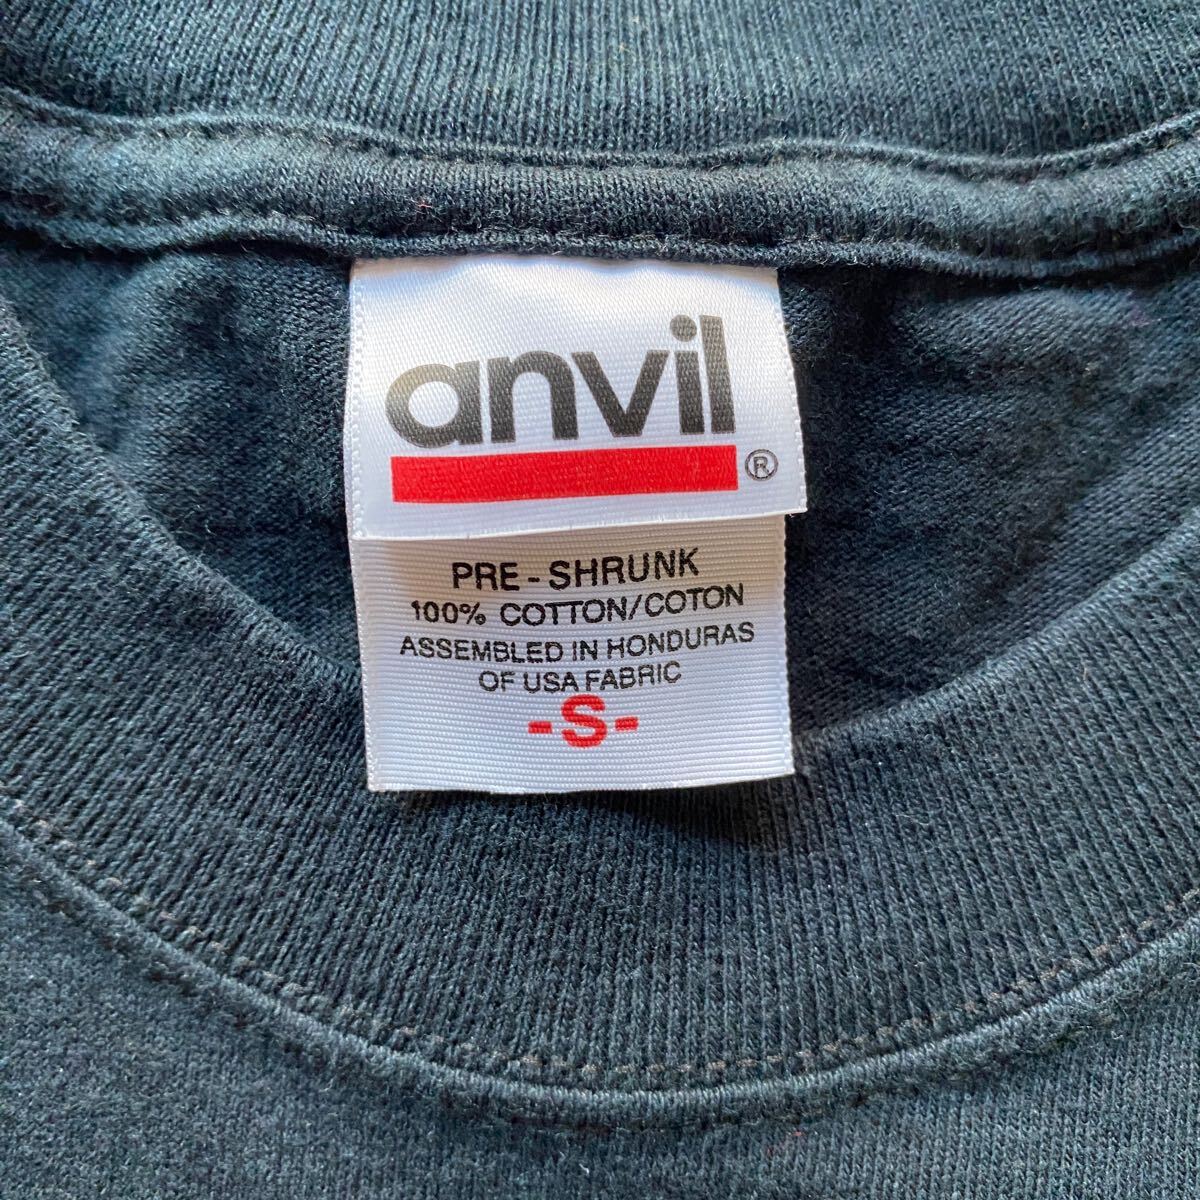 anvil®
PRE-SHRUNK
100% COTTON/COTON
ASSEMBLED IN HONDURAS
OF USA FABRIC
-S-